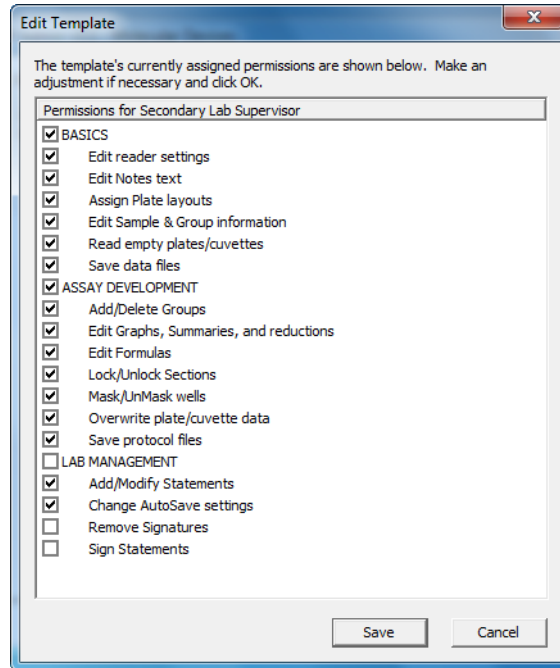 Edit Template
The template's currently assigned permissions are shown below.  Make an
adjustment if necessary and click OK.
Permissions for Secondary Lab Supervisor
BASICS
Edit reader settings
Edit Notes text
Assign Plate layouts
Edit Sample & Group information
Read empty plates/cuvettes
Save data files
ASSAY DEVELOPMENT
Add/Delete Groups
Edit Graphs, Summaries, and reductions
Edit Formulas
Lock/Unlock Sections
Mask/UnMask wells
Overwrite plate/cuvette data
Save protocol files
LAB MANAGEMENT
Add/Modify Statements
Change AutoSave settings
Remove Signatures
Sign Statements
Save Cancel